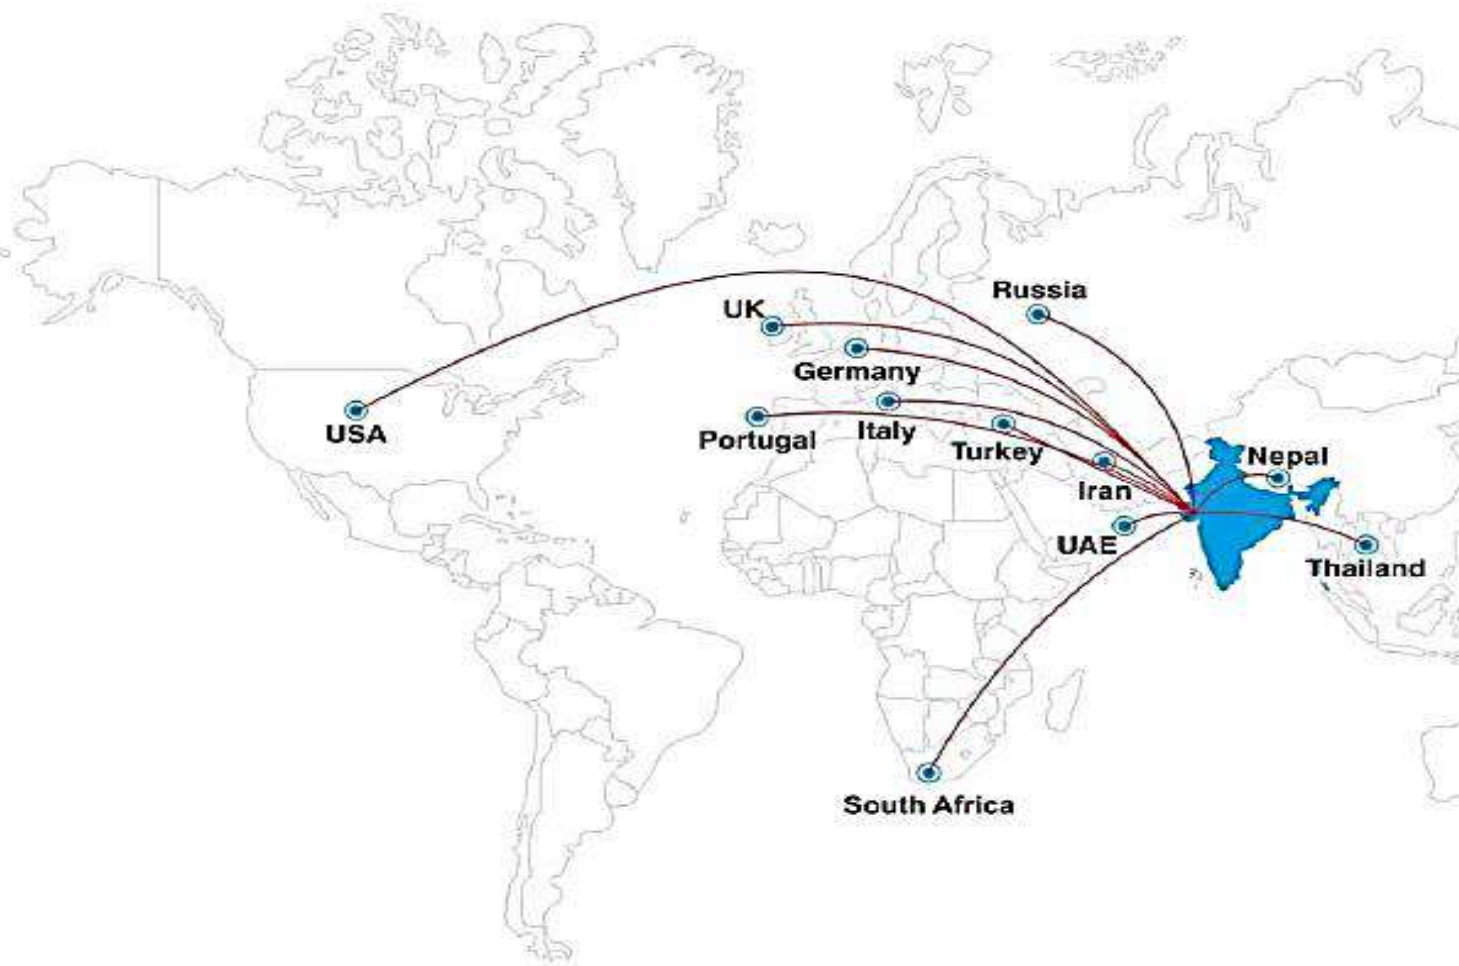 Russia
UK
Germany
USA
Portugal
Italy
Turkey
Nepal
Iran
UAE
Thailand
South Africa